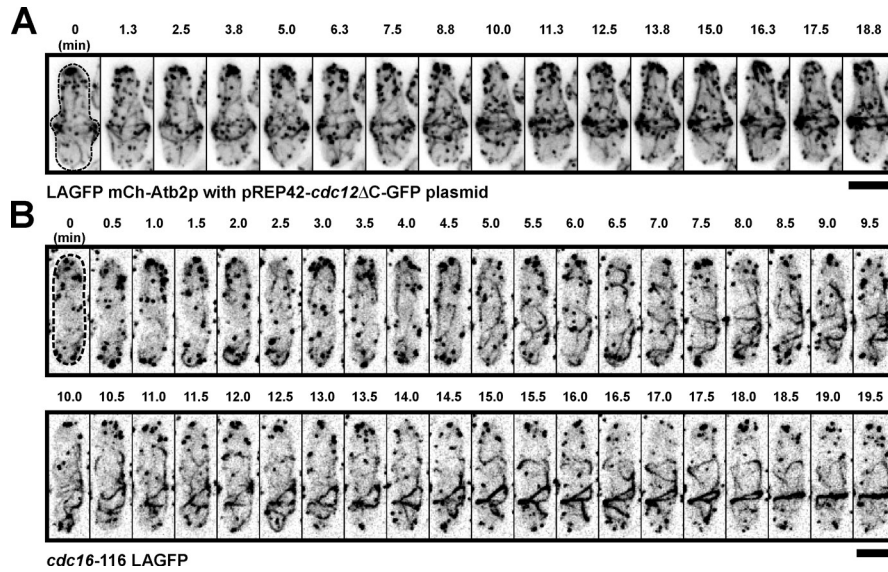 A
0 1.3 2.5 3.8 5.0 6.3 7.5 8.8 10.0 11.3 12.5 13.8 15.0 16.3 17.5 18.8
(min)
LAGFP mCh-Atb2p with pREP42-cdc12ΔC-GFP plasmid
B
0 0.5 1.0 1.5 2.0 2.5 3.0 3.5 4.0 4.5 5.0 5.5 6.0 6.5 7.0 7.5 8.0 8.5 9.0 9.5
(min)
10.0 10.5 11.0 11.5 12.0 12.5 13.0 13.5 14.0 14.5 15.0 15.5 16.0 16.5 17.0 17.5 18.0 18.5 19.0 19.5
cdc16-116 LAGFP